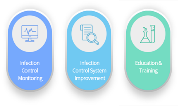 Infection
Control
Monitoring
Infection
Control System
Improvement
Education &
Training